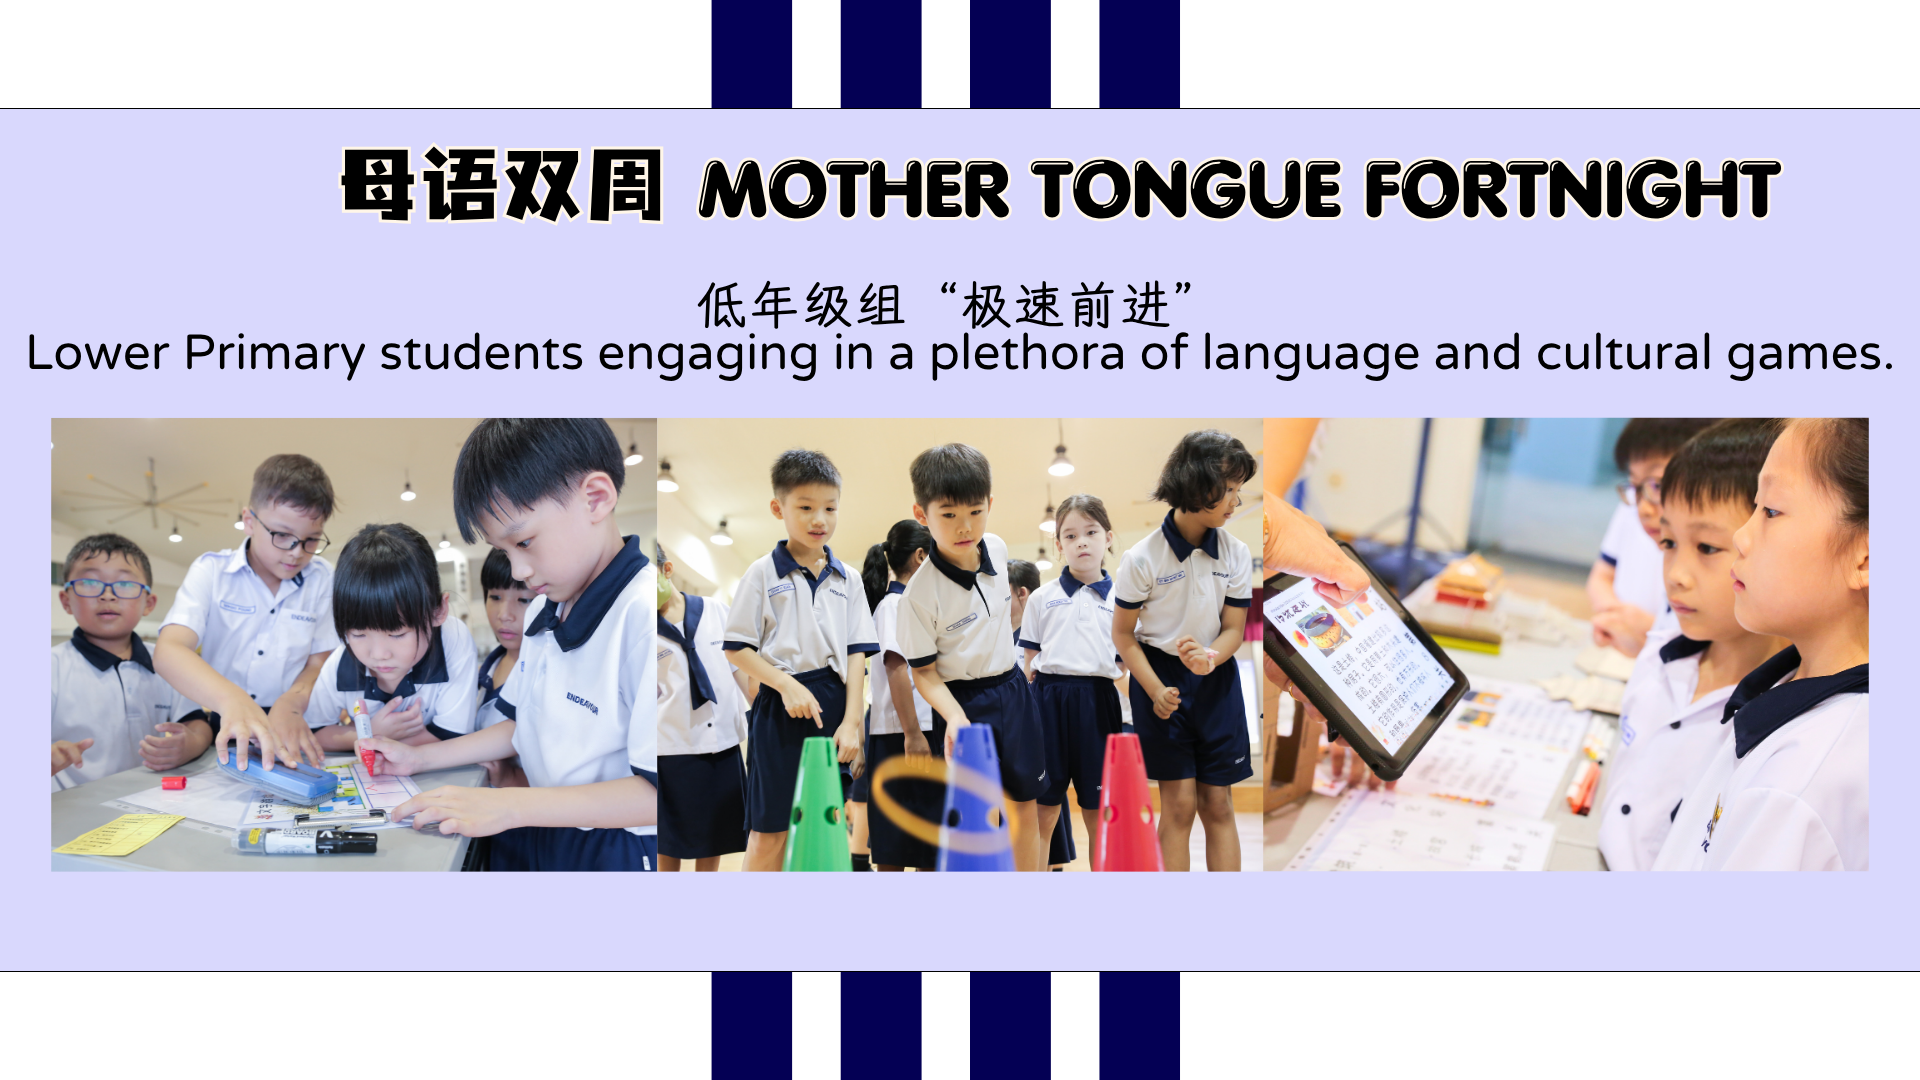 母语双周 MOTHER TONGUE FORTNIGHT
低年级组 “极速前进”
Lower Primary students engaging in a plethora of language and cultural games.
ENDEAVOUR